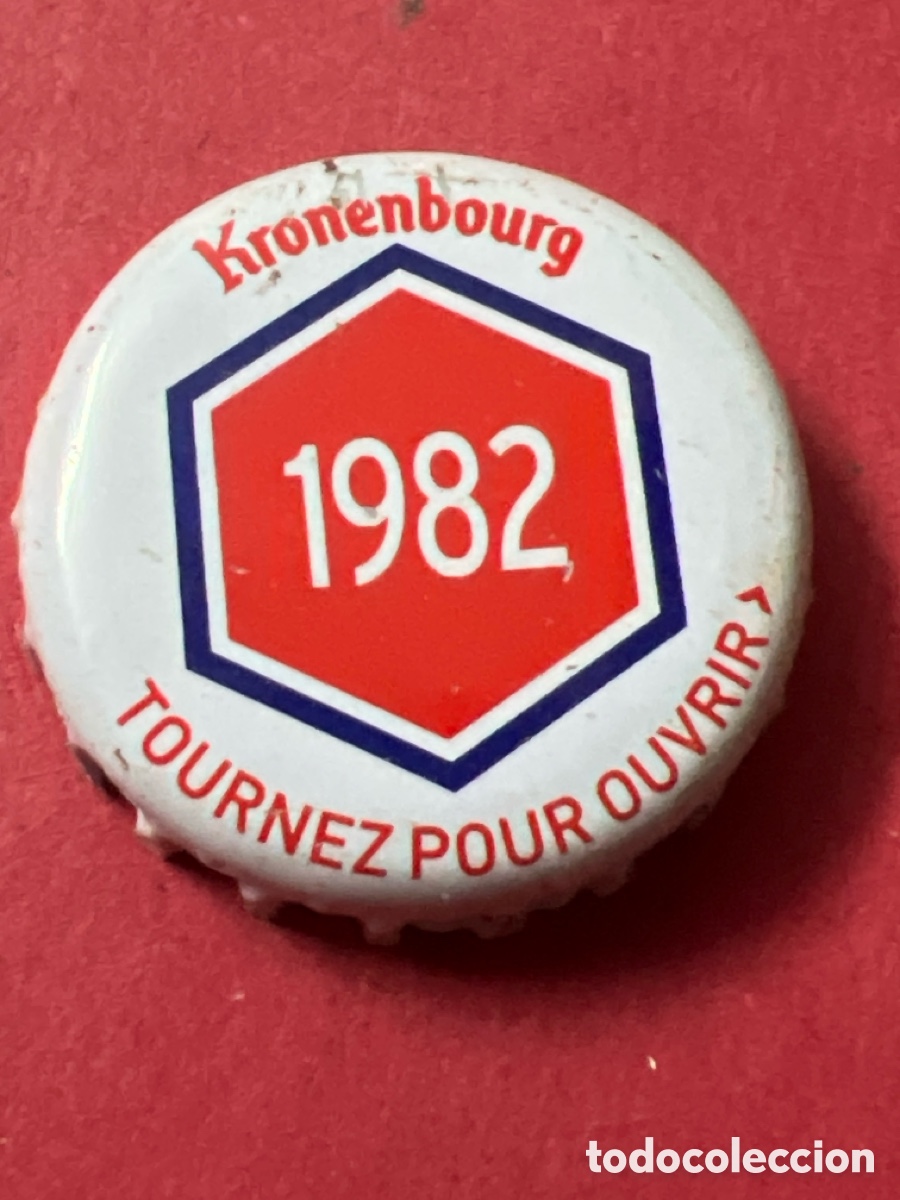 Kronenbourg
1982
TOURNEZ POUR OUVRIR >
todocoleccion